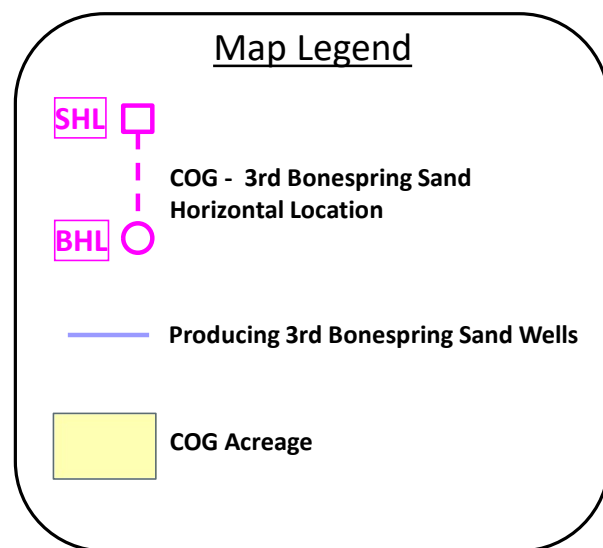 Map Legend
SHL
COG - 3rd Bonespring Sand
Horizontal Location
BHL
Producing 3rd Bonespring Sand Wells
COG Acreage